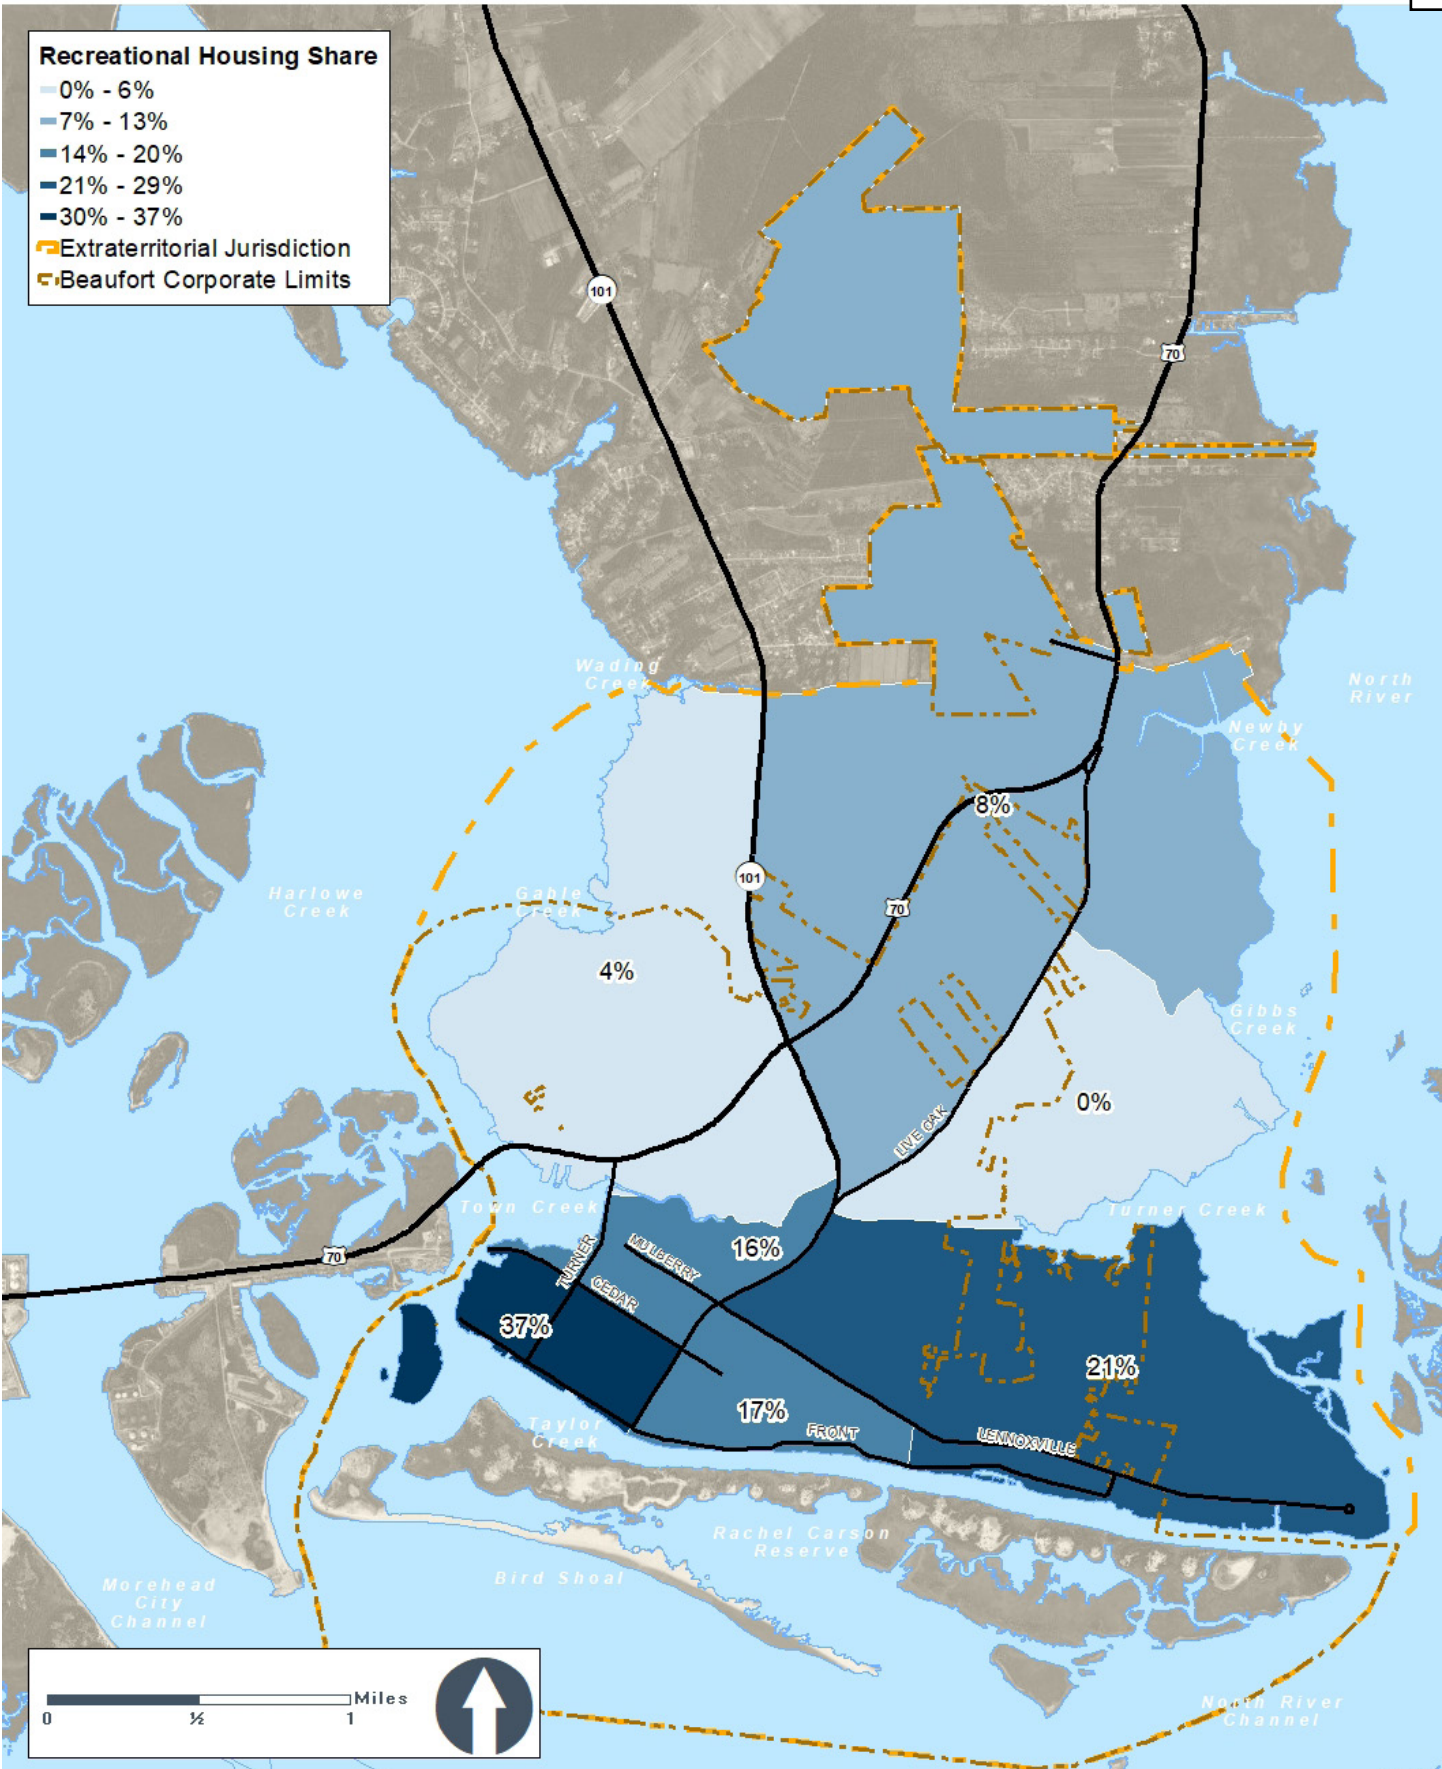 Recreational Housing Share
0% - 6%
7% - 13%
14% - 20%
21% - 29%
30% - 37%
Extraterritorial Jurisdiction
Beaufort Corporate Limits
101
70
Wading
Creek
North
River
Newby
Creek
8%
101
70
Harlowe
Creek
Gable
Creek
4%
Gibbs
Creek
0%
LIVE OAK
Town Creek
Turner Creek
70
TURNER
MULBERRY
16%
CEDAR
37%
21%
17%
FRONT
LENNOXVILLE
Taylor
Creek
Rachel Carson
Reserve
Bird Shoal
Morehead
City
Channel
North River
Channel
Miles
0 ½ 1